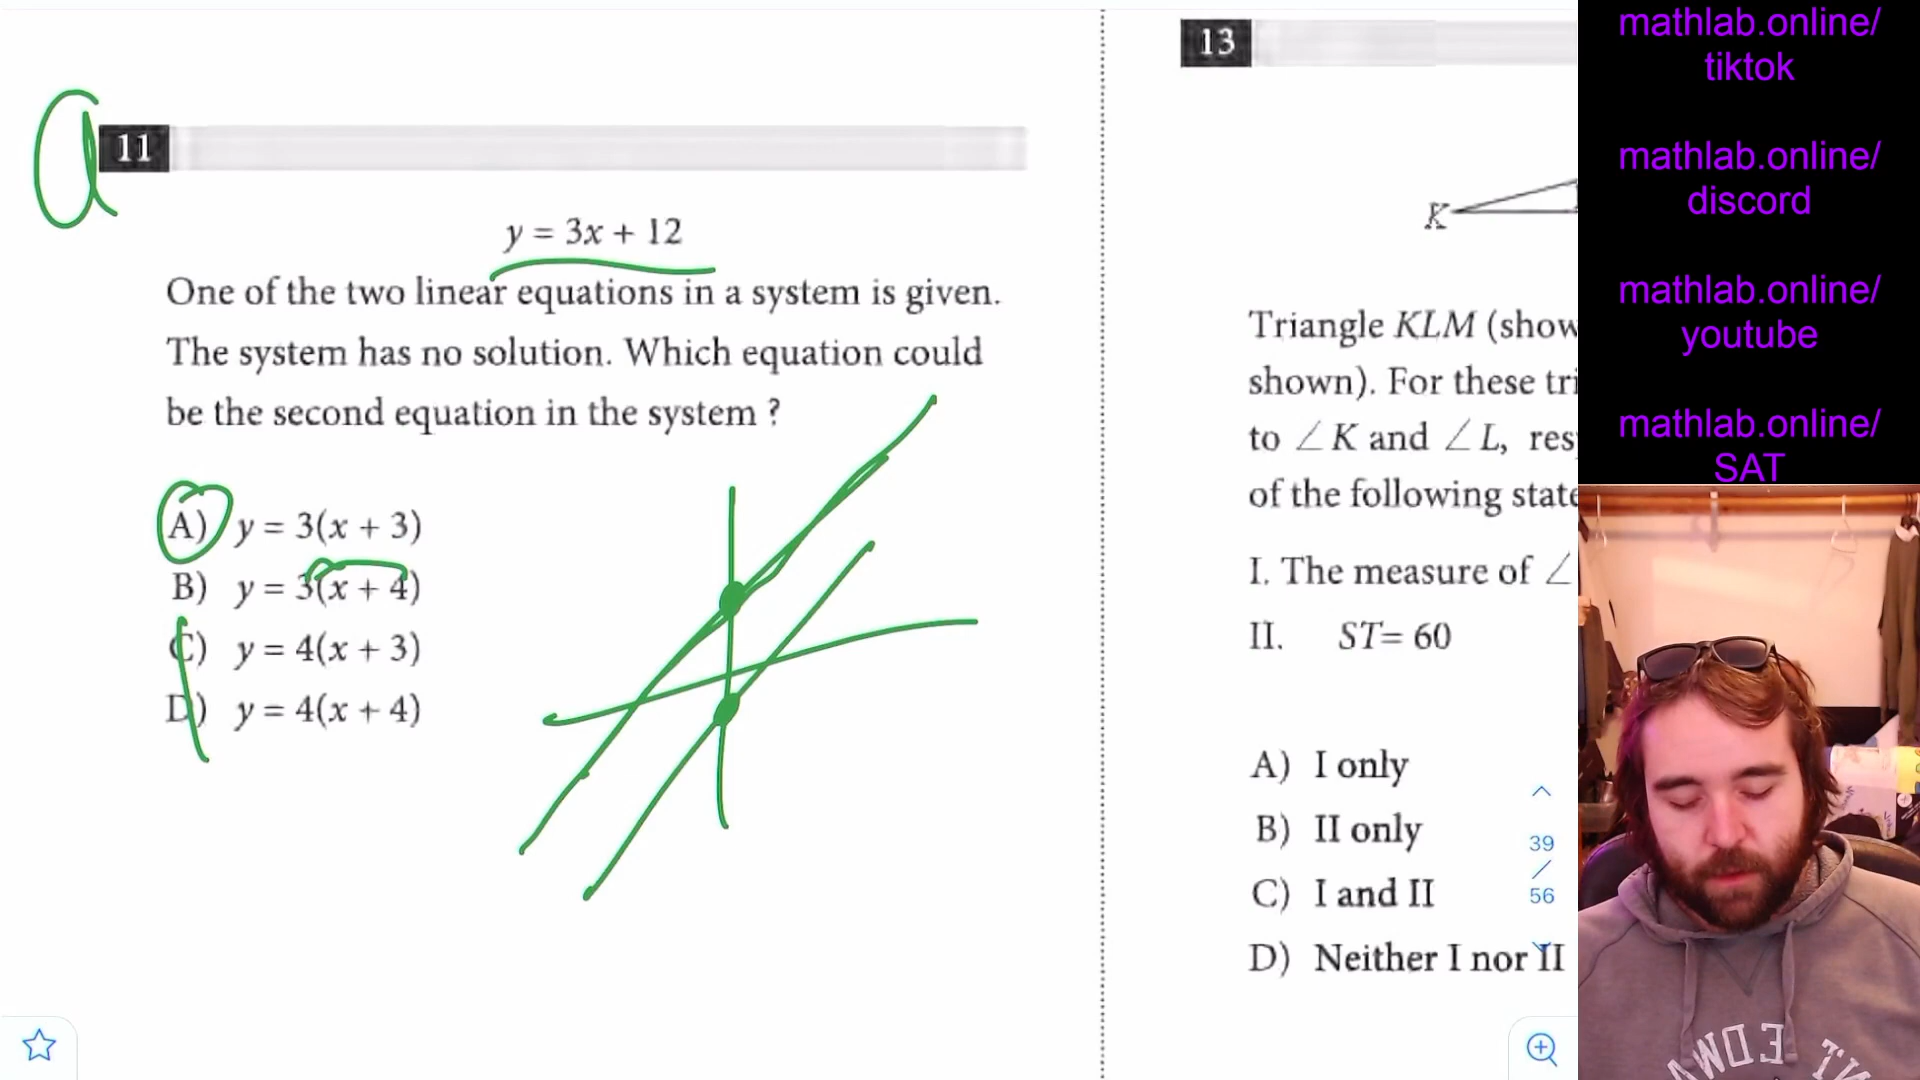 a
11
y = 3x + 12
One of the two linear equations in a system is given.
The system has no solution. Which equation could
be the second equation in the system ?
A) y = 3(x + 3)
B) y = 3(x + 4)
C) y = 4(x + 3)
D) y = 4(x + 4)
13
K
Triangle KLM (show
shown). For these tri
to ∠K and ∠L, res
of the following state
I. The measure of ∠
II. ST= 60
A) I only
B) II only
C) I and II
D) Neither I nor II
39
/
56
mathlab.online/
tiktok
mathlab.online/
discord
mathlab.online/
youtube
mathlab.online/
SAT